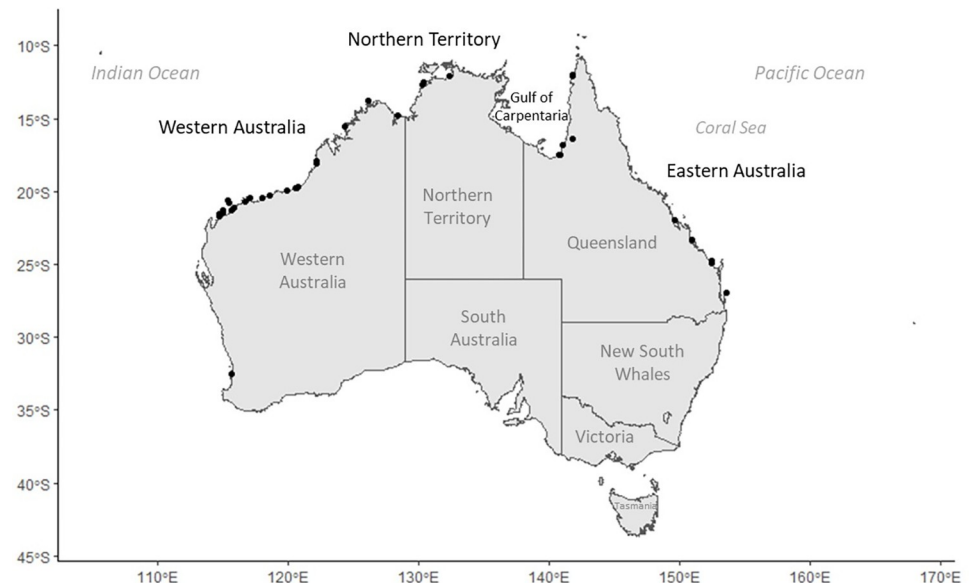 Northern Territory
10°S
Indian Ocean
Pacific Ocean
Gulf of
Carpentaria
15°S
Western Australia
Coral Sea
Eastern Australia
20°S
Northern
Territory
Queensland
25°S
Western
Australia
30°S
South
Australia
New South
Whales
35°S
Victoria
40°S
Tasmania
45°S
110°E 120°E 130°E 140°E 150°E 160°E 170°E